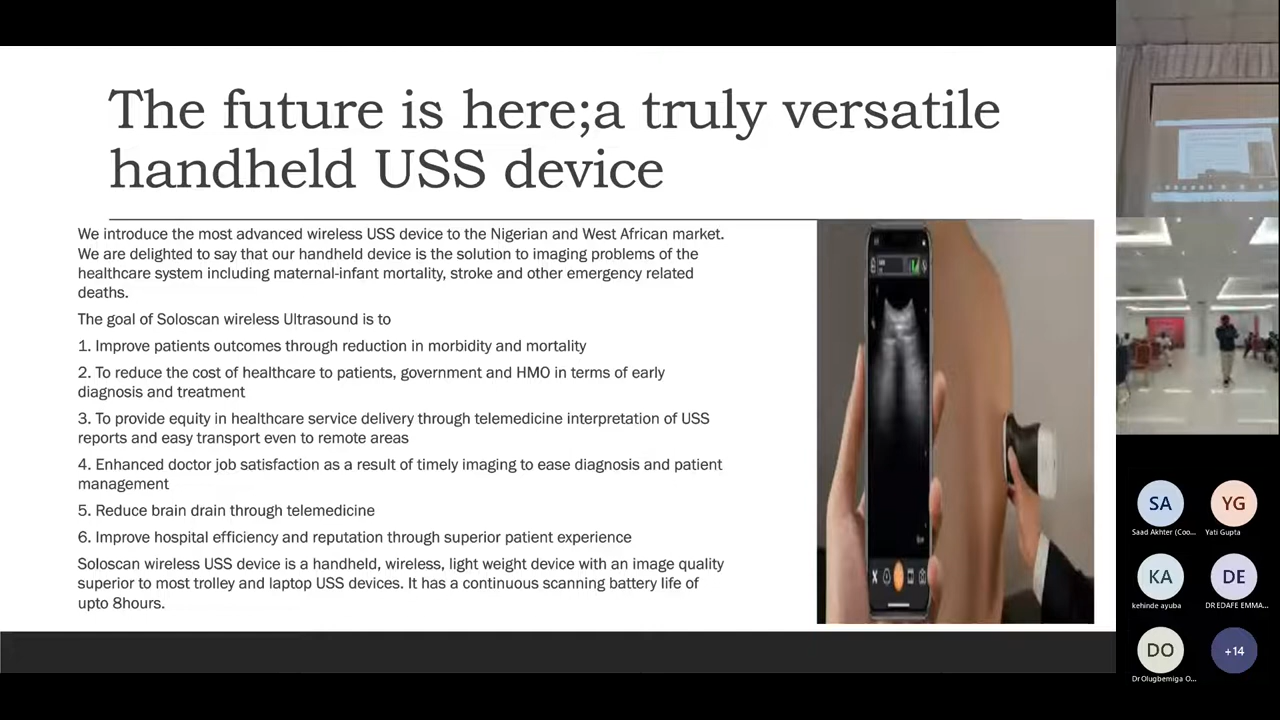 The future is here;a truly versatile
handheld USS device
We introduce the most advanced wireless USS device to the Nigerian and West African market.
We are delighted to say that our handheld device is the solution to imaging problems of the
healthcare system including maternal-infant mortality, stroke and other emergency related
deaths.
The goal of Soloscan wireless Ultrasound is to
1. Improve patients outcomes through reduction in morbidity and mortality
2. To reduce the cost of healthcare to patients, government and HMO in terms of early
diagnosis and treatment
3. To provide equity in healthcare service delivery through telemedicine interpretation of USS
reports and easy transport even to remote areas
4. Enhanced doctor job satisfaction as a result of timely imaging to ease diagnosis and patient
management
5. Reduce brain drain through telemedicine
6. Improve hospital efficiency and reputation through superior patient experience
Soloscan wireless USS device is a handheld, wireless, light weight device with an image quality
superior to most trolley and laptop USS devices. It has a continuous scanning battery life of
upto 8hours.
SA
YG
Saad Akhter (Coo...
Yati Gupta
KA
DE
kehinde ayuba
DR EDAFE EMMA...
DO
+14
Dr Olugbemiga O...